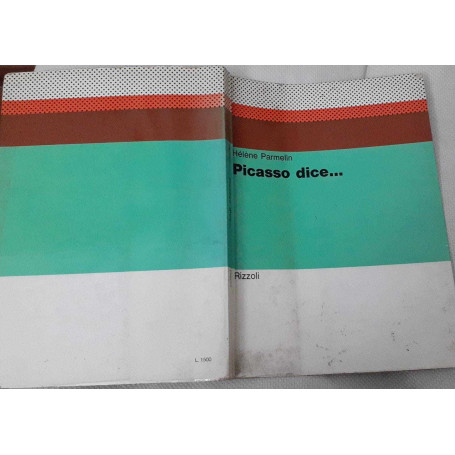 Hélène Parmelin
Picasso dice...
Rizzoli
L. 1500